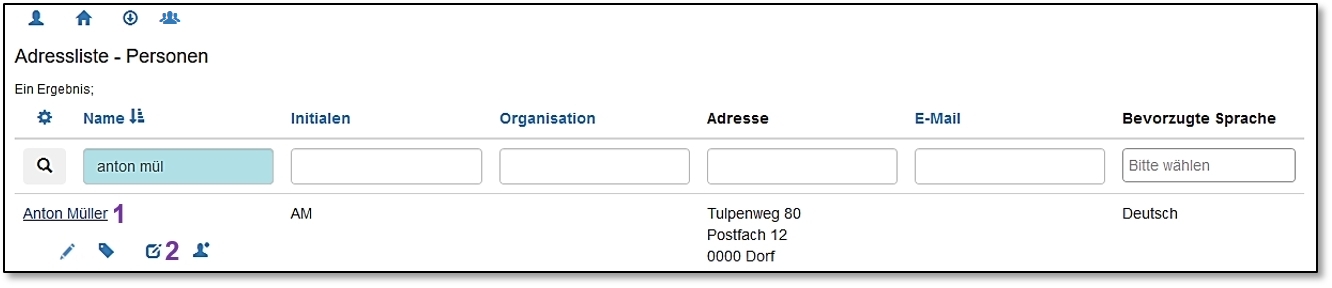 Adressliste - Personen
Ein Ergebnis;
Name Initialen Organisation Adresse E-Mail Bevorzugte Sprache
anton mül Bitte wählen
Anton Müller 1 AM Tulpenweg 80 Deutsch
Postfach 12
2 0000 Dorf